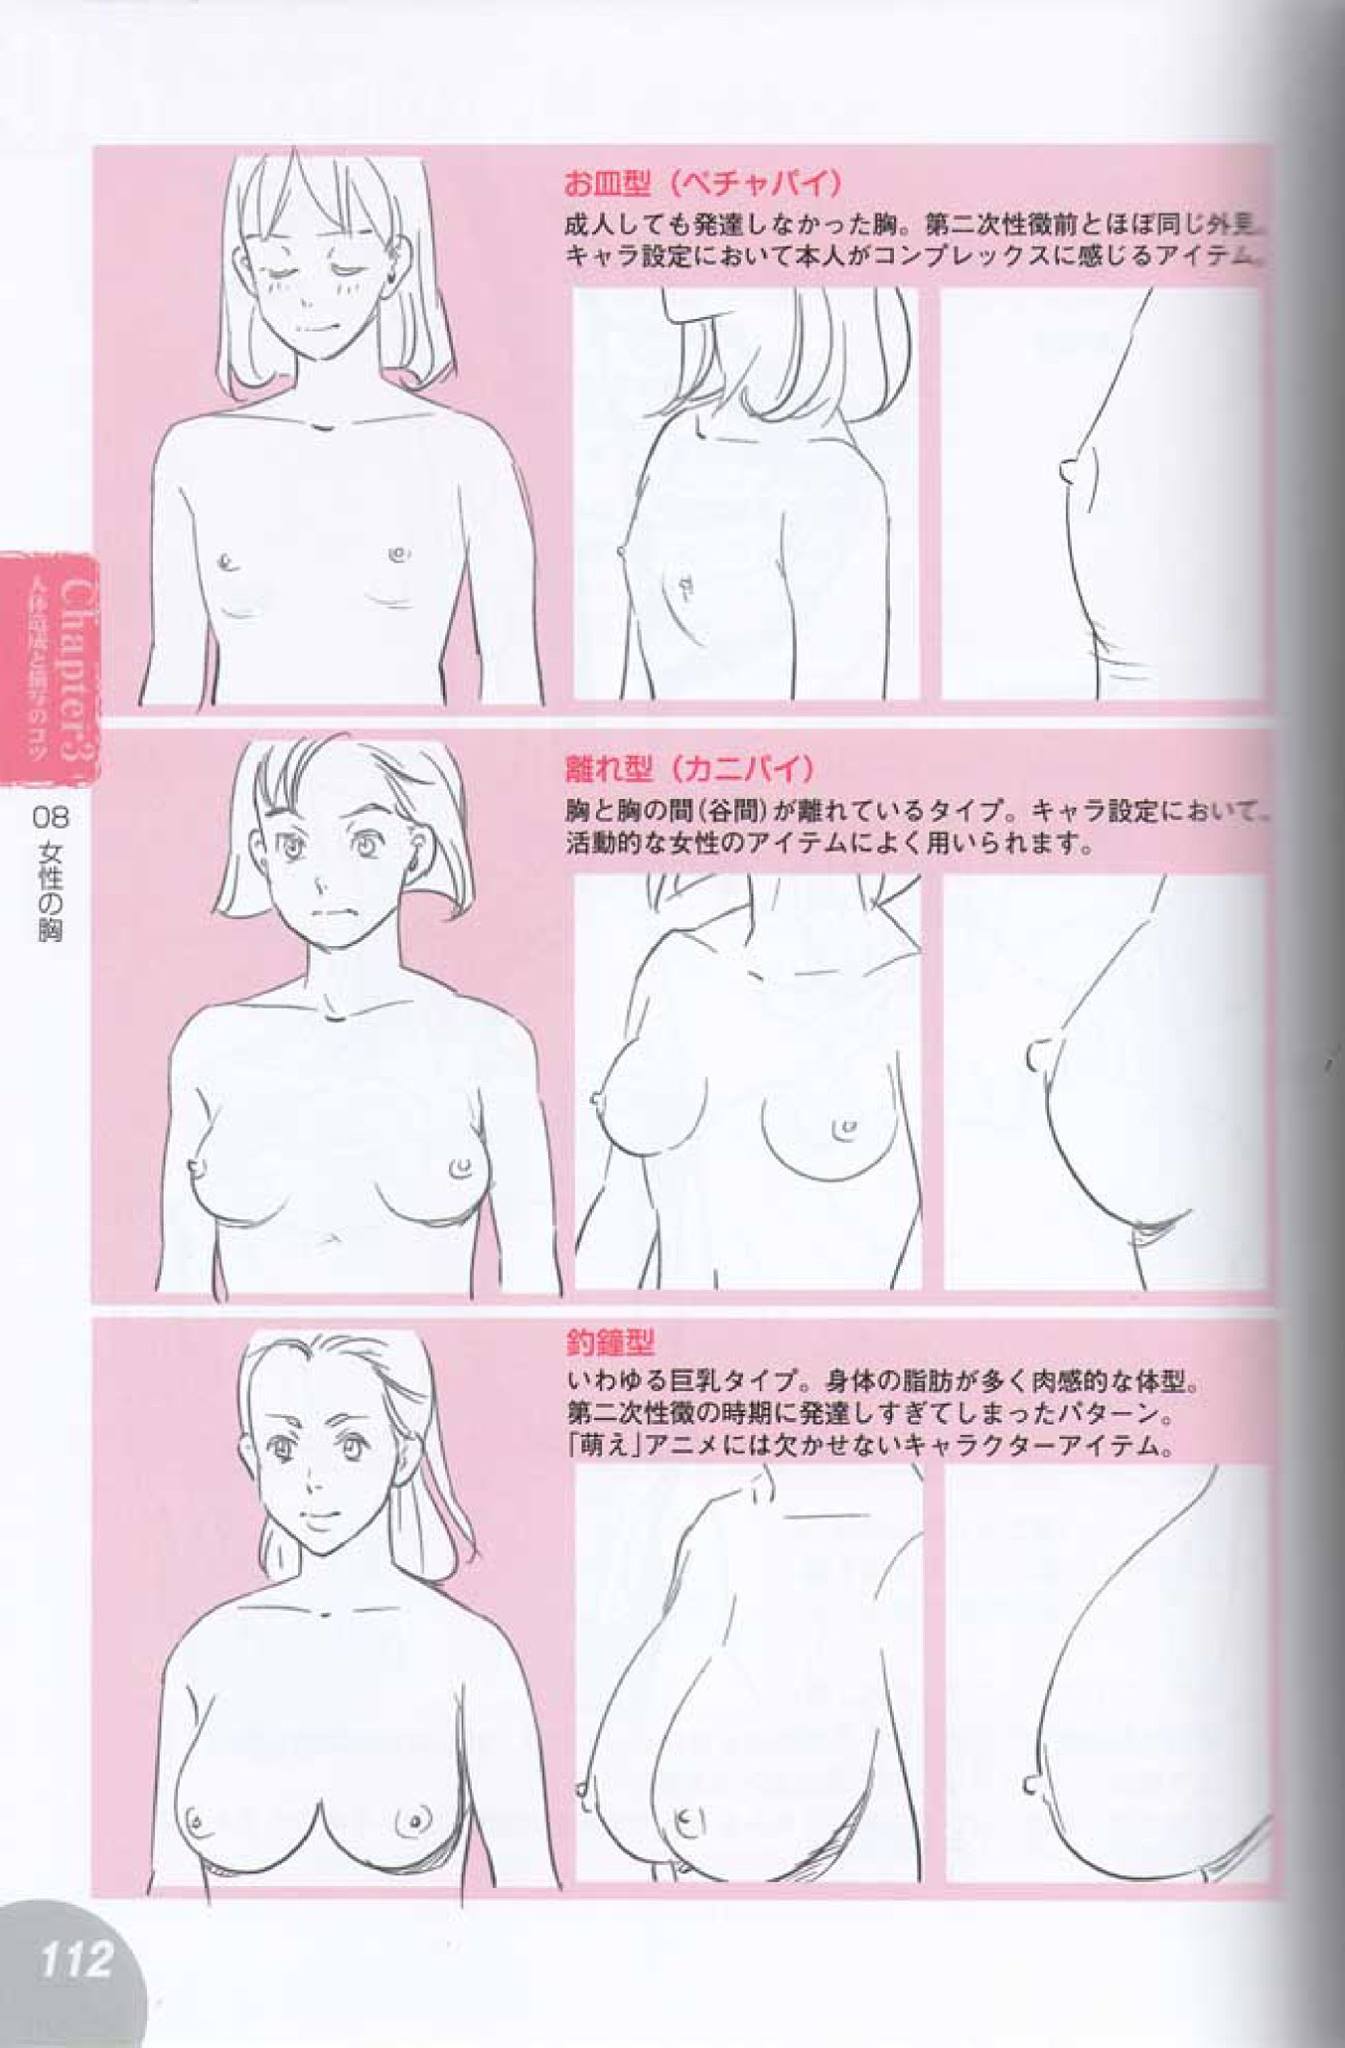 お皿型（ペチャパイ）
成人しても発達しなかった胸。第二次性徴前とほぼ同じ外見。
キャラ設定において本人がコンプレックスに感じるアイテム。
離れ型（カニパイ）
胸と胸の間（谷間）が離れているタイプ。キャラ設定において、
活動的な女性のアイテムによく用いられます。
釣鐘型
いわゆる巨乳タイプ。身体の脂肪が多く肉感的な体型。
第二次性徴の時期に発達しすぎてしまったパターン。
「萌え」アニメには欠かせないキャラクターアイテム。
Chapter3
人体造成と描写のコツ
08 女性の胸
112